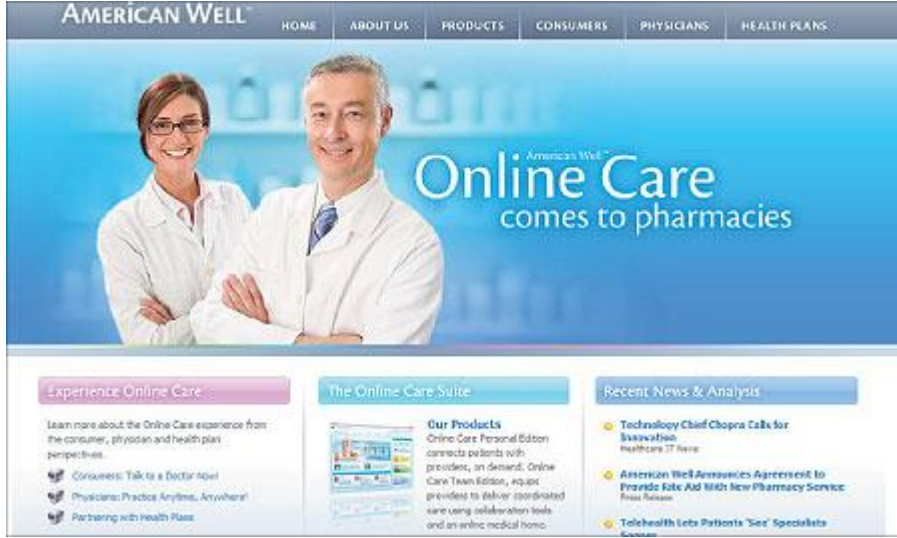 AMERICAN WELL™
HOME
ABOUT US
PRODUCTS
CONSUMERS
PHYSICIANS
HEALTH PLANS
American Well™
Online Care
comes to pharmacies
Experience Online Care
Learn more about the Online Care experience from
the consumer, physician and health plan
perspectives.
Consumers: Talk to a Doctor Now!
Physicians: Practice Anytime, Anywhere!
Partnering with Health Plans
The Online Care Suite
Our Products
Online Care Personal Edition
connects patients with
providers, on demand. Online
Care Team Edition, equips
providers to deliver coordinated
care using collaboration tools
and an online medical home.
Recent News & Analysis
Technology Chief Chopra Calls for
Innovation
Healthcare IT News
American Well Announces Agreement to
Provide Rite Aid With New Pharmacy Service
Press Release
Telehealth Lets Patients 'See' Specialists
Sooner